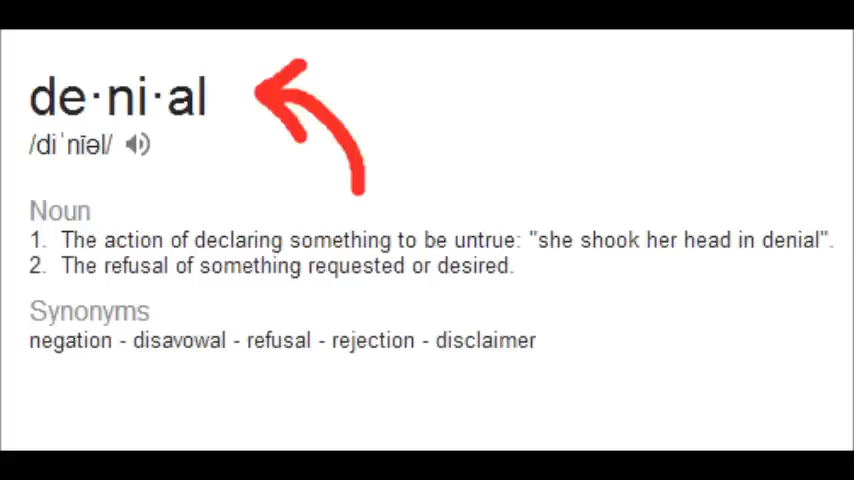 de·ni·al
/diˈnīəl/
Noun
1. The action of declaring something to be untrue: "she shook her head in denial".
2. The refusal of something requested or desired.
Synonyms
negation - disavowal - refusal - rejection - disclaimer